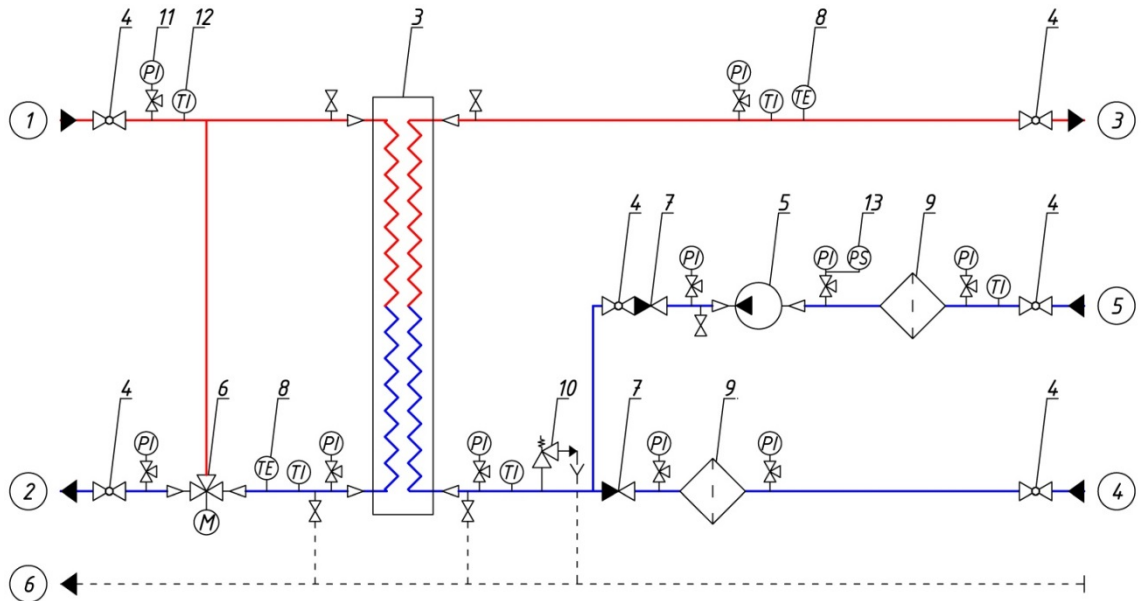 4 11 12 3 8 4
PI TI PI TI TE
1 3
4 7 5 13 9 4
PI PI PS PI TI
5
4 6 8 10 7 9 4
PI TE TI PI PI TI PI PI
2 M 4
6